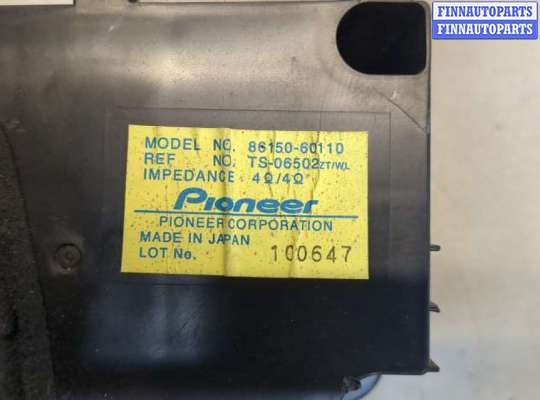 FINNAUTOPARTS
FINNAUTOPARTS
MODEL NO. 86150-60110
REF NO. TS-06502ZT/WL
IMPEDANCE 4Ω/4Ω
Pioneer
PIONEER CORPORATION
MADE IN JAPAN
LOT No. 100647